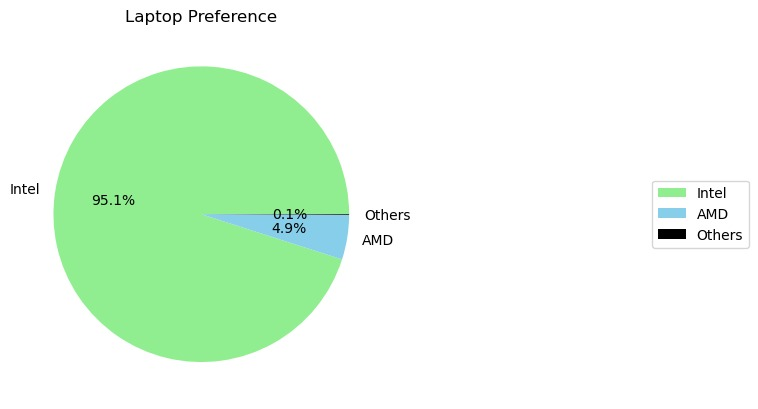 Laptop Preference
Intel
95.1%
0.1%
Others
4.9%
AMD
Intel
AMD
Others